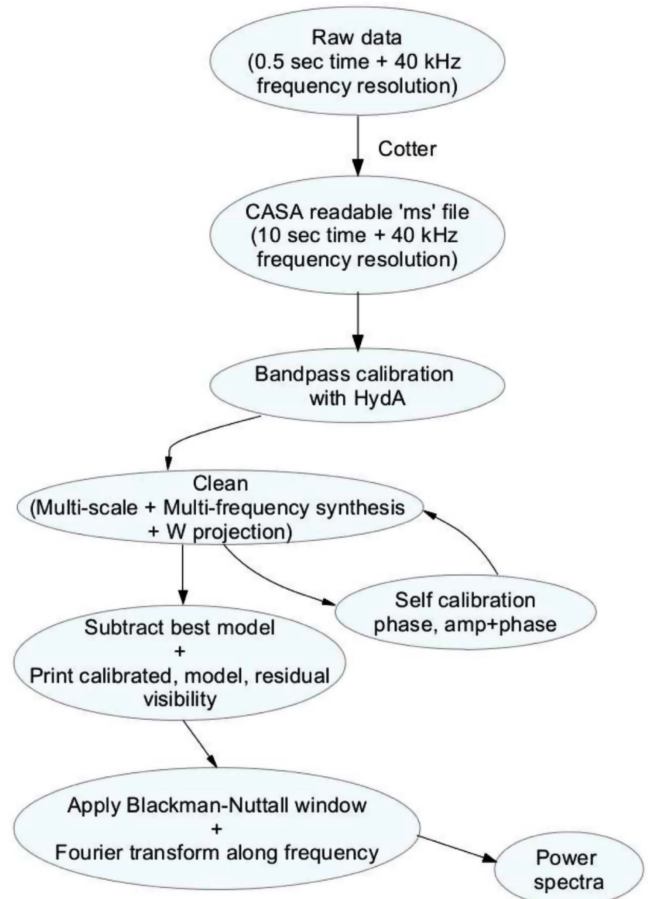 Raw data
(0.5 sec time + 40 kHz
frequency resolution)
Cotter
CASA readable 'ms' file
(10 sec time + 40 kHz
frequency resolution)
Bandpass calibration
with HydA
Clean
(Multi-scale + Multi-frequency synthesis
+ W projection)
Self calibration
phase, amp+phase
Subtract best model
+
Print calibrated, model, residual
visibility
Apply Blackman-Nuttall window
+
Fourier transform along frequency
Power
spectra